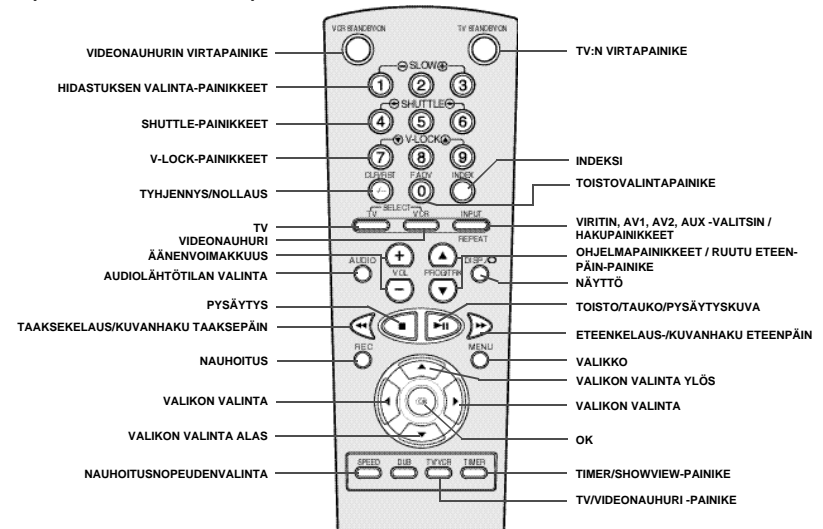 VCR STANDBY/ON
TV STANDBY/ON
VIDEONAUHURIN VIRTAPAINIKE
TV:N VIRTAPAINIKE
SLOW
1 2 3
HIDASTUKSEN VALINTA-PAINIKKEET
SHUTTLE
4 5 6
SHUTTLE-PAINIKKEET
V-LOCK
7 8 9
V-LOCK-PAINIKKEET
INDEKSI
CLR/RST F.ADV INDEX
-/-- 0
TYHJENNYS/NOLLAUS
TOISTOVALINTAPAINIKE
SELECT
TV VCR INPUT
TV
VIRITIN, AV1, AV2, AUX -VALITSIN /
HAKUPAINIKKEET
VIDEONAUHURI
REPEAT
ÄÄNENVOIMAKKUUS
OHJELMAPAINIKKEET / RUUTU ETEEN-
PÄIN-PAINIKE
AUDIO
VOL
PROG/TRK
AUDIOLÄHTÖTILAN VALINTA
NÄYTTÖ
PYSÄYTYS
TOISTO/TAUKO/PYSÄYTYSKUVA
TAAKSEKELAUS/KUVANHAKU TAAKSEPÄIN
ETEENKELAUS-/KUVANHAKU ETEENPÄIN
REC
MENU
NAUHOITUS
VALIKKO
VALIKON VALINTA YLÖS
VALIKON VALINTA
OK
VALIKON VALINTA
VALIKON VALINTA ALAS
OK
SPEED DUB TV/VCR TIMER
NAUHOITUSNOPEUDENVALINTA
TIMER/SHOWVIEW-PAINIKE
TV/VIDEONAUHURI -PAINIKE